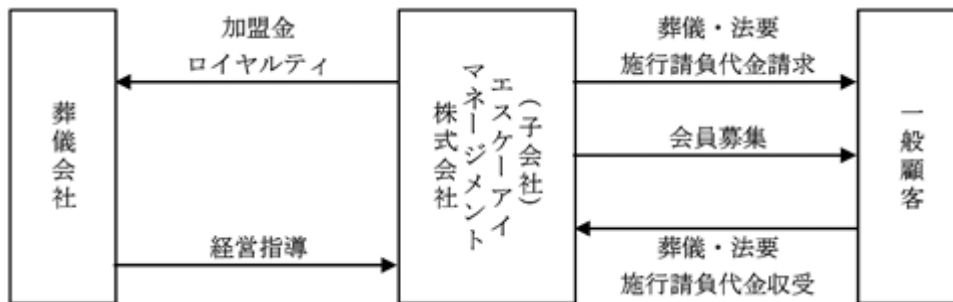 葬儀会社
加盟金
ロイヤルティ
経営指導
(子会社)
エスケーアイ
マネージメント
株式会社
葬儀・法要
施行請負代金請求
会員募集
葬儀・法要
施行請負代金収受
一般顧客